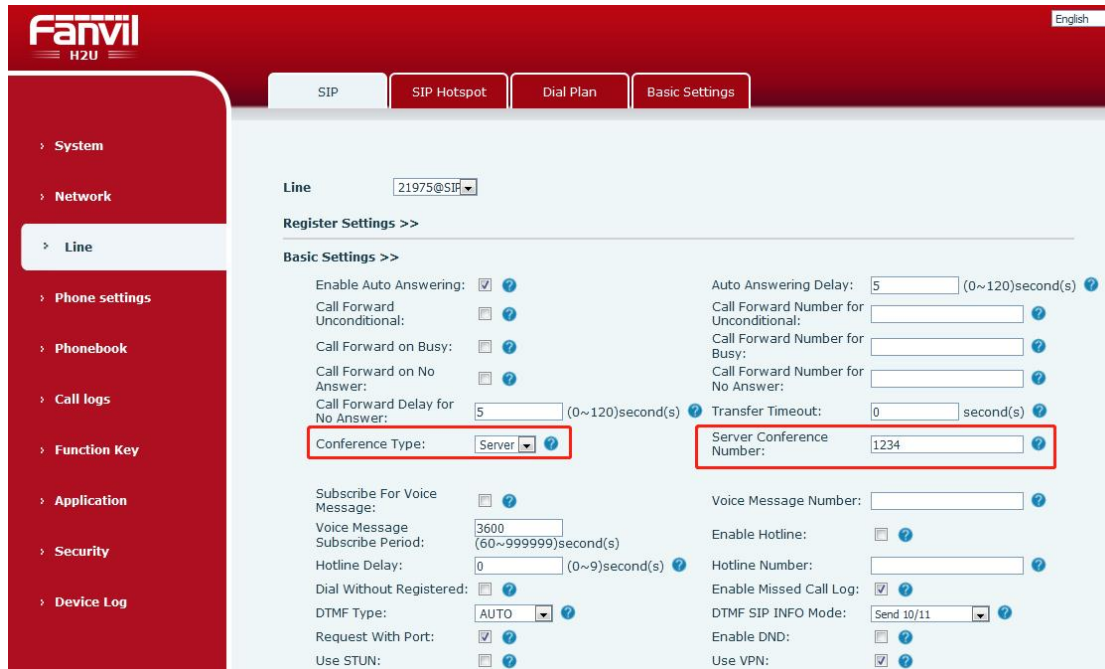 Fanvil
H2U
English
SIP
SIP Hotspot
Dial Plan
Basic Settings
› System
› Network
› Line
› Phone settings
› Phonebook
› Call logs
› Function Key
› Application
› Security
› Device Log
Line 21975@SIP
Register Settings >>
Basic Settings >>
Enable Auto Answering: ? Auto Answering Delay: 5 (0~120)second(s) ?
Call Forward
Unconditional: ? Call Forward Number for
Unconditional: ?
Call Forward on Busy: ? Call Forward Number for
Busy: ?
Call Forward on No
Answer: ? Call Forward Number for
No Answer: ?
Call Forward Delay for
No Answer: 5 (0~120)second(s) ? Transfer Timeout: 0 second(s) ?
Conference Type: Server ? Server Conference
Number: 1234 ?
Subscribe For Voice
Message: ? Voice Message Number: ?
Voice Message
Subscribe Period: 3600
(60~999999)second(s) Enable Hotline: ?
Hotline Delay: 0 (0~9)second(s) ? Hotline Number: ?
Dial Without Registered: ? Enable Missed Call Log: ?
DTMF Type: AUTO ? DTMF SIP INFO Mode: Send 10/11 ?
Request With Port: ? Enable DND: ?
Use STUN: ? Use VPN: ?